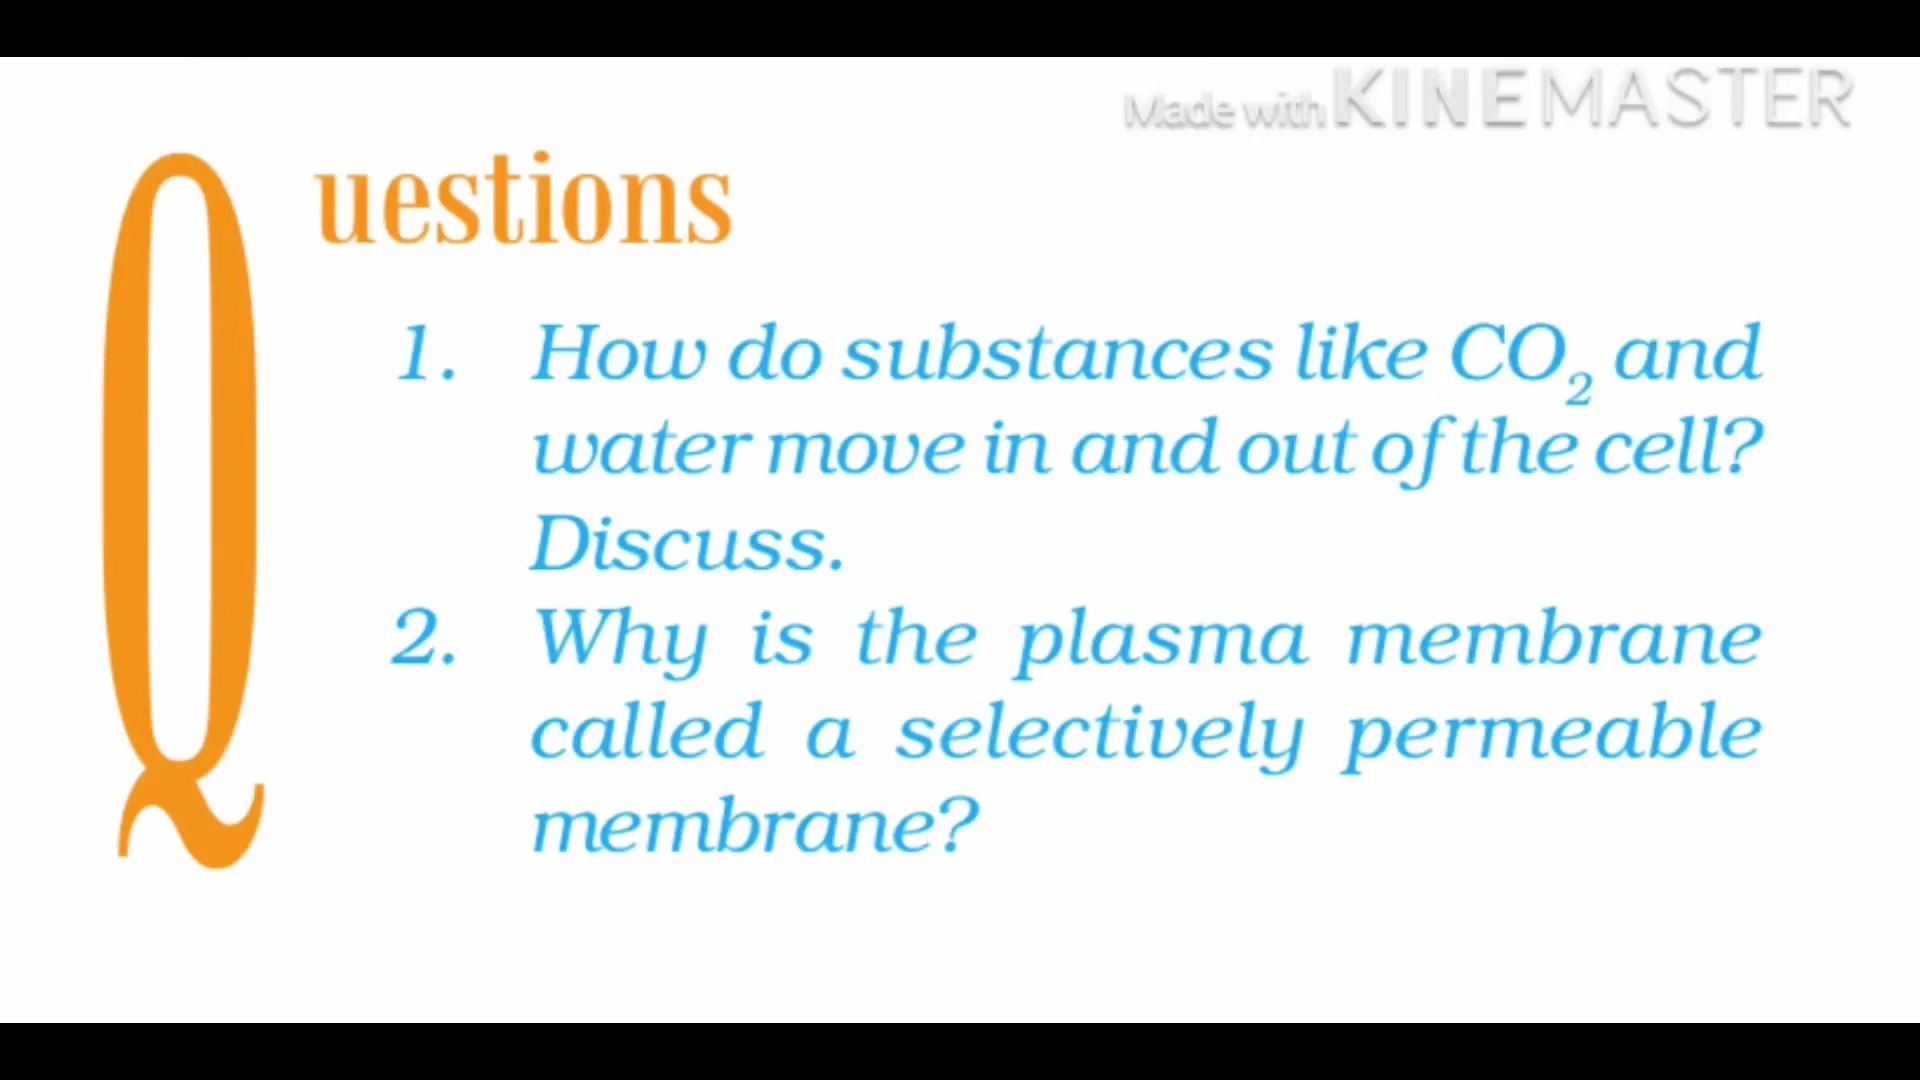 Made with KINEMASTER
Questions
1. How do substances like CO₂ and
water move in and out of the cell?
Discuss.
2. Why is the plasma membrane
called a selectively permeable
membrane?